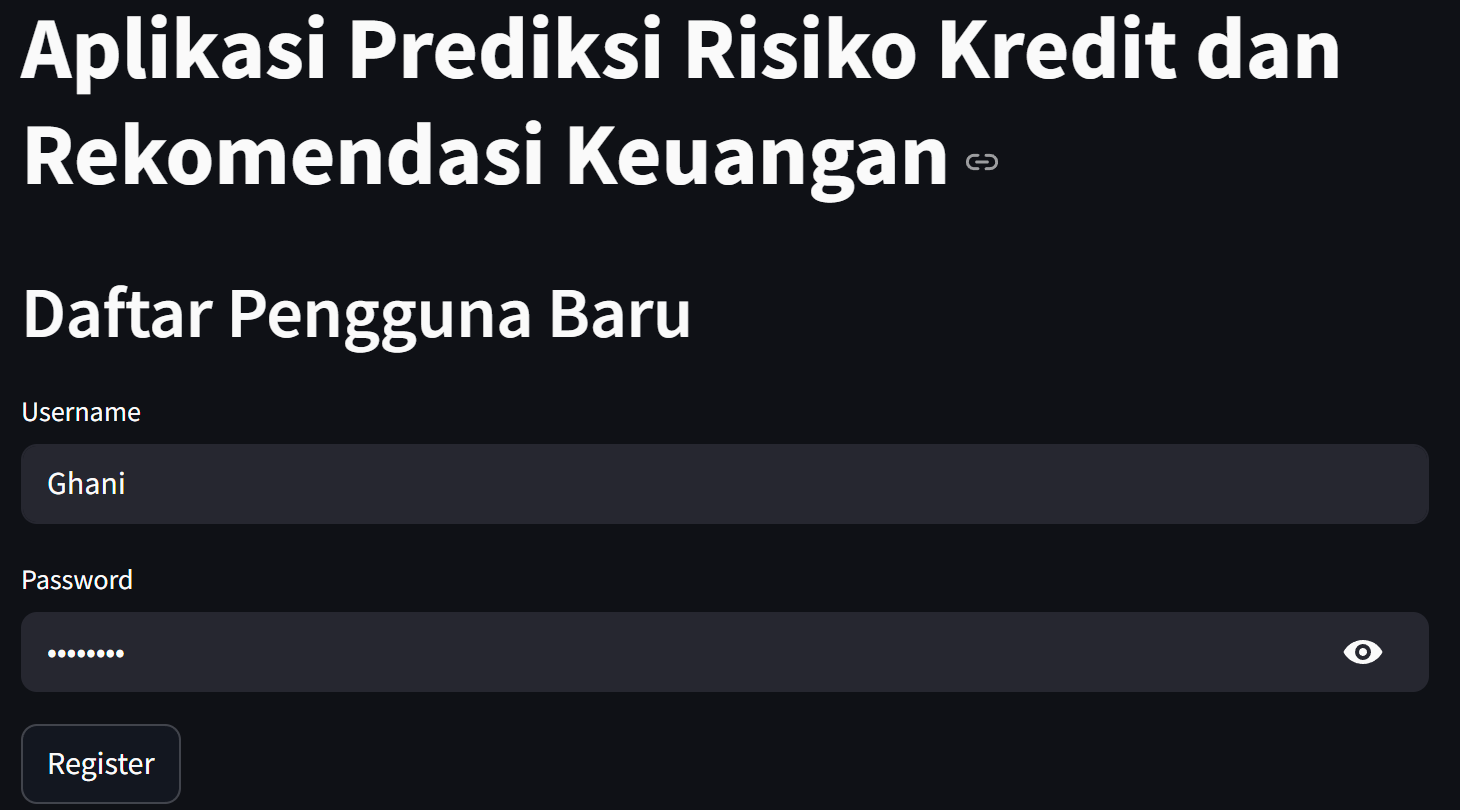 Aplikasi Prediksi Risiko Kredit dan
Rekomendasi Keuangan
Daftar Pengguna Baru
Username
Ghani
Password
••••••••
Register